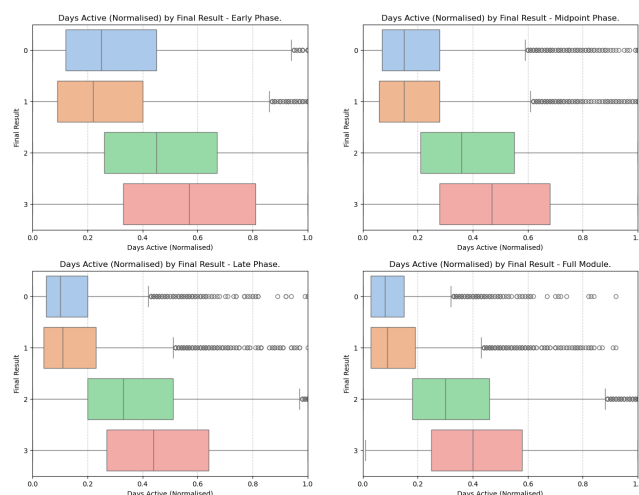 Days Active (Normalised) by Final Result - Early Phase.
0
1
2
3
Final Result
0.0 0.2 0.4 0.6 0.8 1.0
Days Active (Normalised)
Days Active (Normalised) by Final Result - Midpoint Phase.
0
1
2
3
Final Result
0.0 0.2 0.4 0.6 0.8 1.0
Days Active (Normalised)
Days Active (Normalised) by Final Result - Late Phase.
0
1
2
3
Final Result
0.0 0.2 0.4 0.6 0.8 1.0
Days Active (Normalised)
Days Active (Normalised) by Final Result - Full Module.
0
1
2
3
Final Result
0.0 0.2 0.4 0.6 0.8 1.0
Days Active (Normalised)